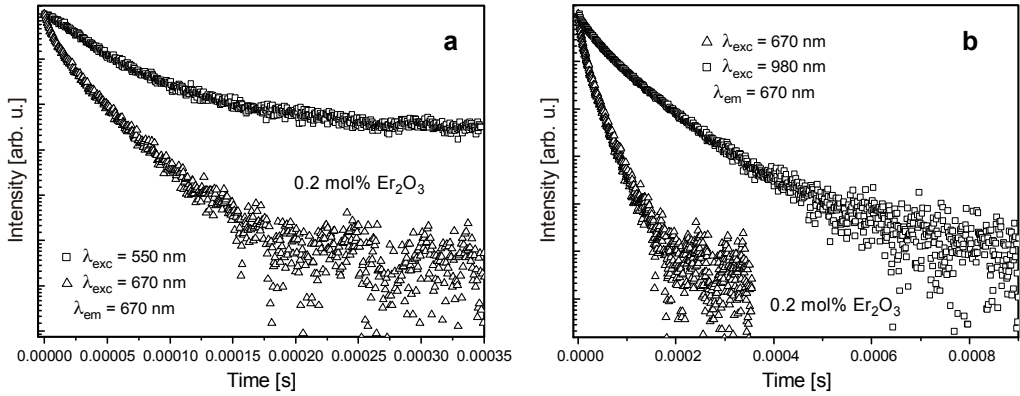 a
0.2 mol% Er2O3
□ λexc = 550 nm
△ λexc = 670 nm
λem = 670 nm
Intensity [arb. u.]
0.00000 0.00005 0.00010 0.00015 0.00020 0.00025 0.00030 0.00035
Time [s]
b
△ λexc = 670 nm
□ λexc = 980 nm
λem = 670 nm
0.2 mol% Er2O3
Intensity [arb. u.]
0.0000 0.0002 0.0004 0.0006 0.0008
Time [s]